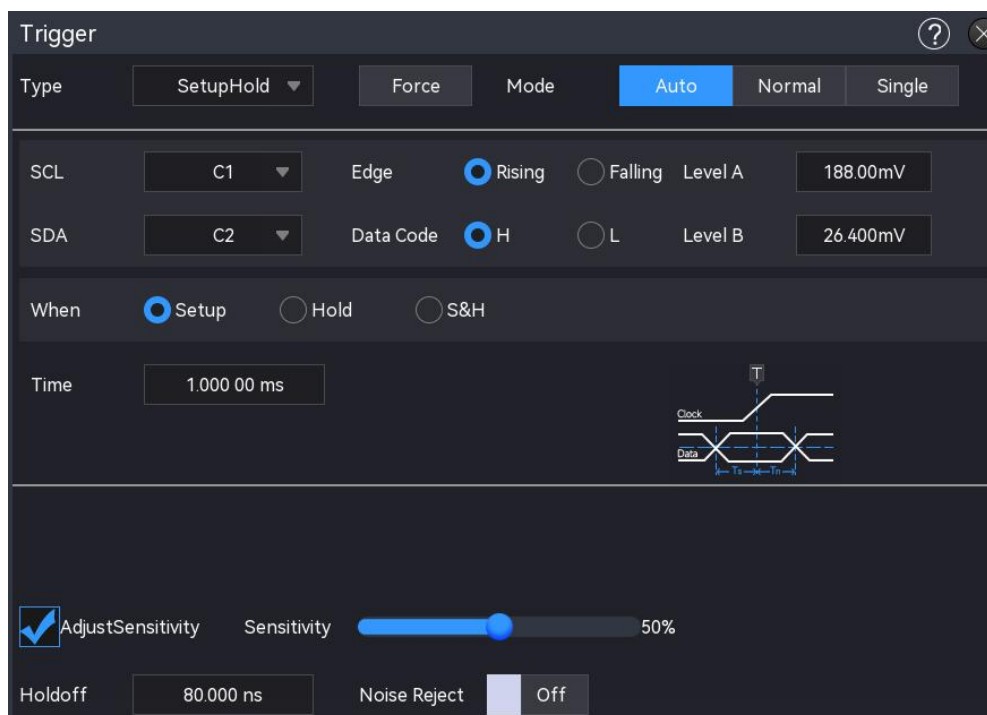 Trigger ?
Type SetupHold Force Mode Auto Normal Single
SCL C1 Edge Rising Falling Level A 188.00mV
SDA C2 Data Code H L Level B 26.400mV
When Setup Hold S&H
Time 1.000 00 ms
T
Clock
Data
Ts Tn
AdjustSensitivity Sensitivity 50%
Holdoff 80.000 ns Noise Reject Off